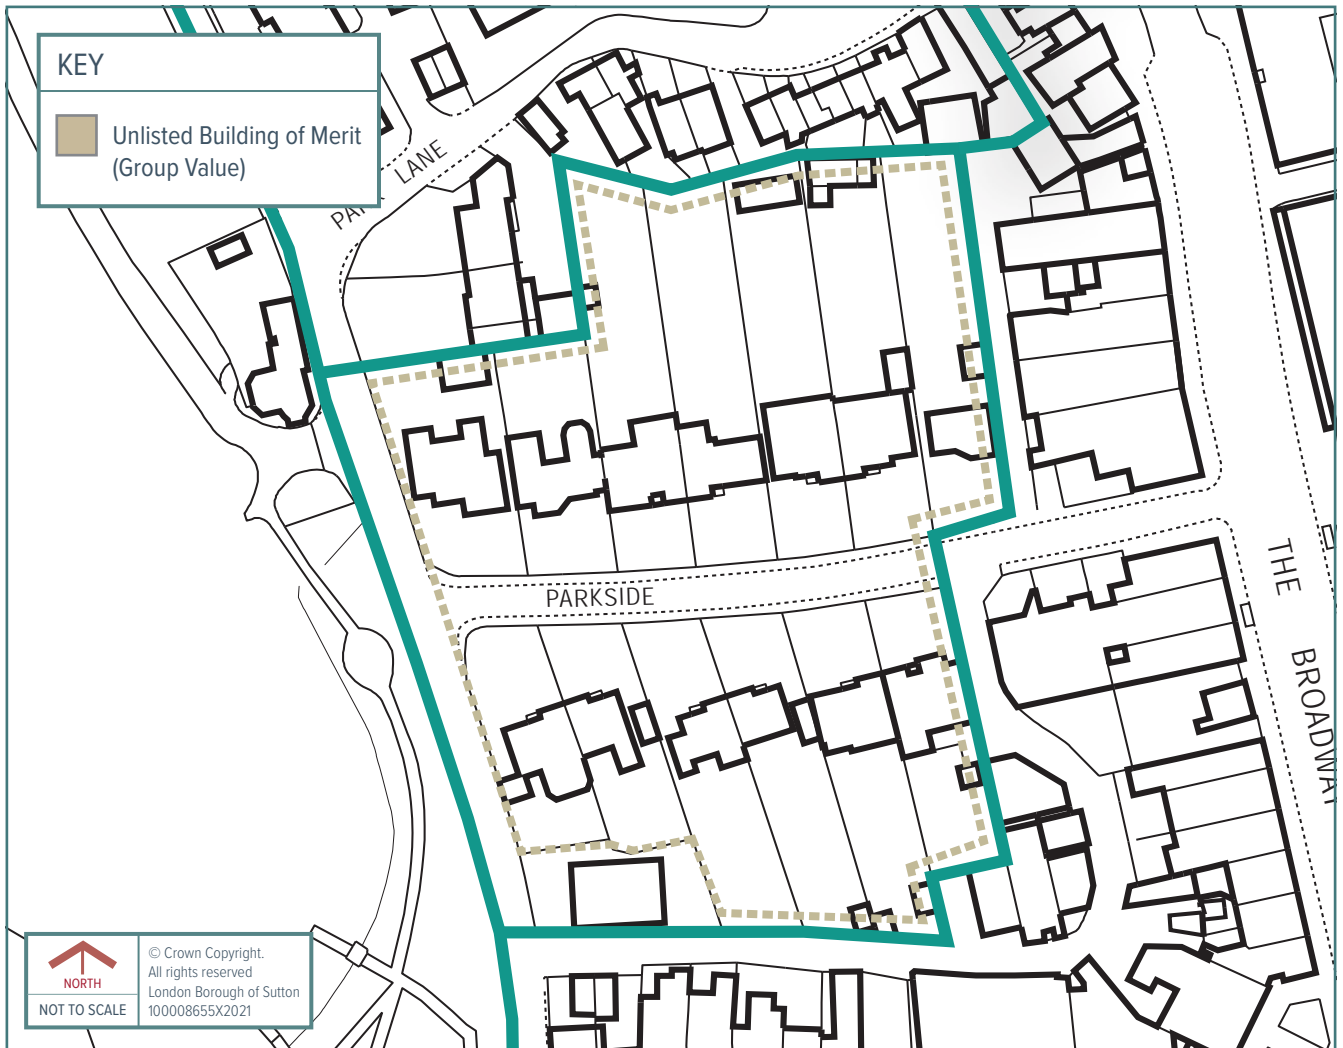 KEY
Unlisted Building of Merit
(Group Value)
LANE
PARKSIDE
THE BROADWAY
NORTH
NOT TO SCALE
© Crown Copyright.
All rights reserved
London Borough of Sutton
100008655X2021